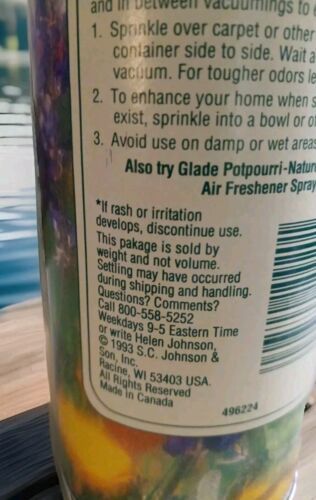 and in between vacuumings to
1. Sprinkle over carpet or other
container side to side. Wait a
vacuum. For tougher odors le
2. To enhance your home when s
exist, sprinkle into a bowl or o
3. Avoid use on damp or wet areas
Also try Glade Potpourri-Nature
Air Freshener Spray
*If rash or irritation
develops, discontinue use.
This pakage is sold by
weight and not volume.
Settling may have occurred
during shipping and handling.
Questions? Comments?
Call 800-558-5252
Weekdays 9-5 Eastern Time
or write Helen Johnson,
© 1993 S.C. Johnson &
Son, Inc.
Racine, WI 53403 USA.
All Rights Reserved
Made in Canada
496224